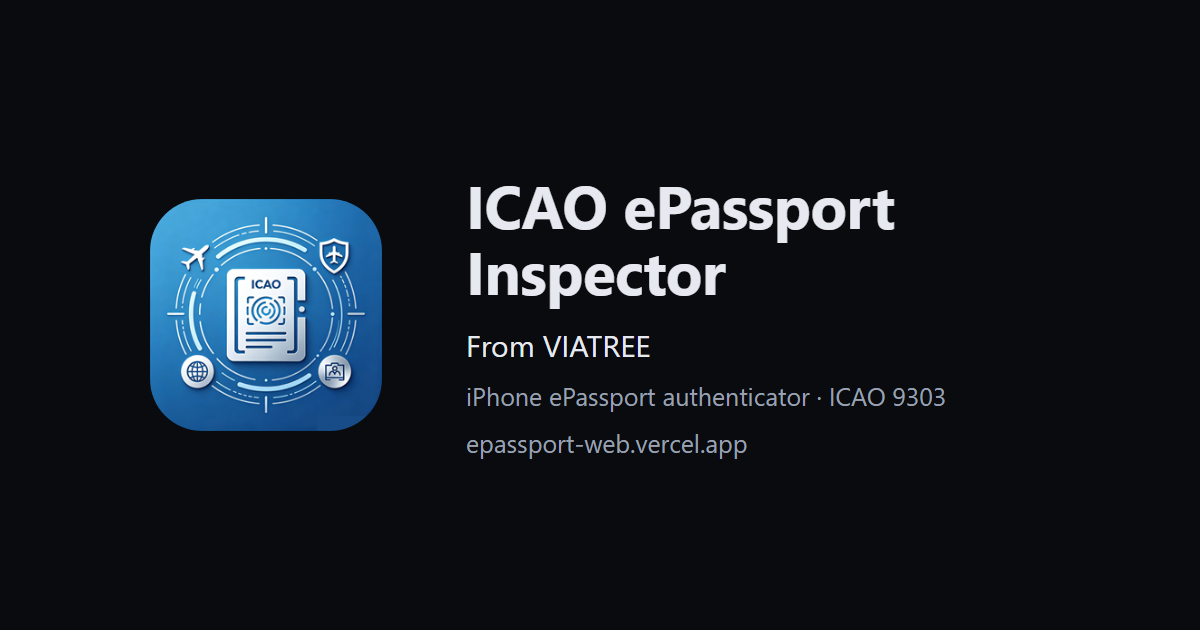 ICAO
ICAO ePassport
Inspector
From VIATREE
iPhone ePassport authenticator · ICAO 9303
epassport-web.vercel.app